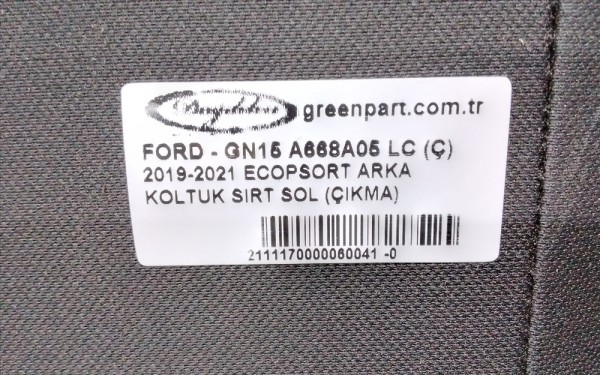 greenpart.com.tr
FORD - GN15 A668A05 LC (Ç)
2019-2021 ECOPSORT ARKA
KOLTUK SIRT SOL (ÇIKMA)
2111170000060041 -0